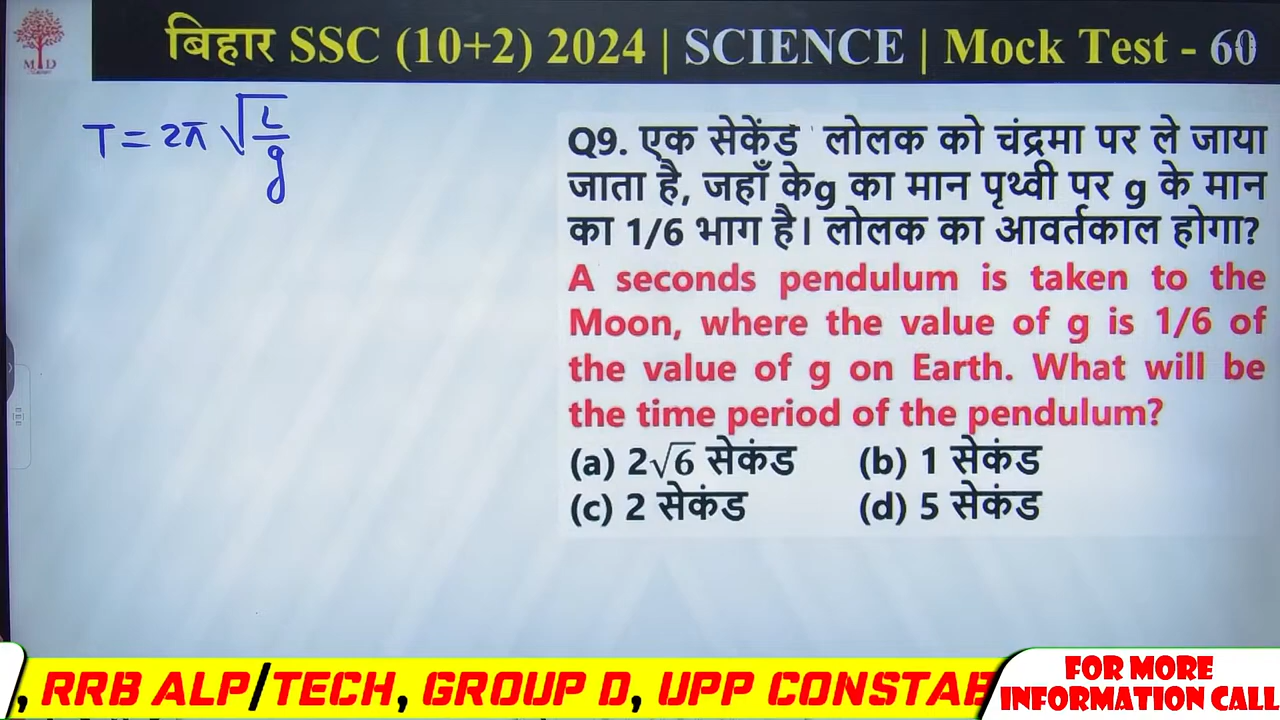 बिहार SSC (10+2) 2024 | SCIENCE | Mock Test - 60
T = 2π √L/g
Q9. एक सेकेंड लोलक को चंद्रमा पर ले जाया
जाता है, जहाँ केg का मान पृथ्वी पर g के मान
का 1/6 भाग है। लोलक का आवर्तकाल होगा?
A seconds pendulum is taken to the
Moon, where the value of g is 1/6 of
the value of g on Earth. What will be
the time period of the pendulum?
(a) 2√6 सेकंड (b) 1 सेकंड
(c) 2 सेकंड (d) 5 सेकंड
, RRB ALP/TECH, GROUP D, UPP CONSTAB
FOR MORE
INFORMATION CALL